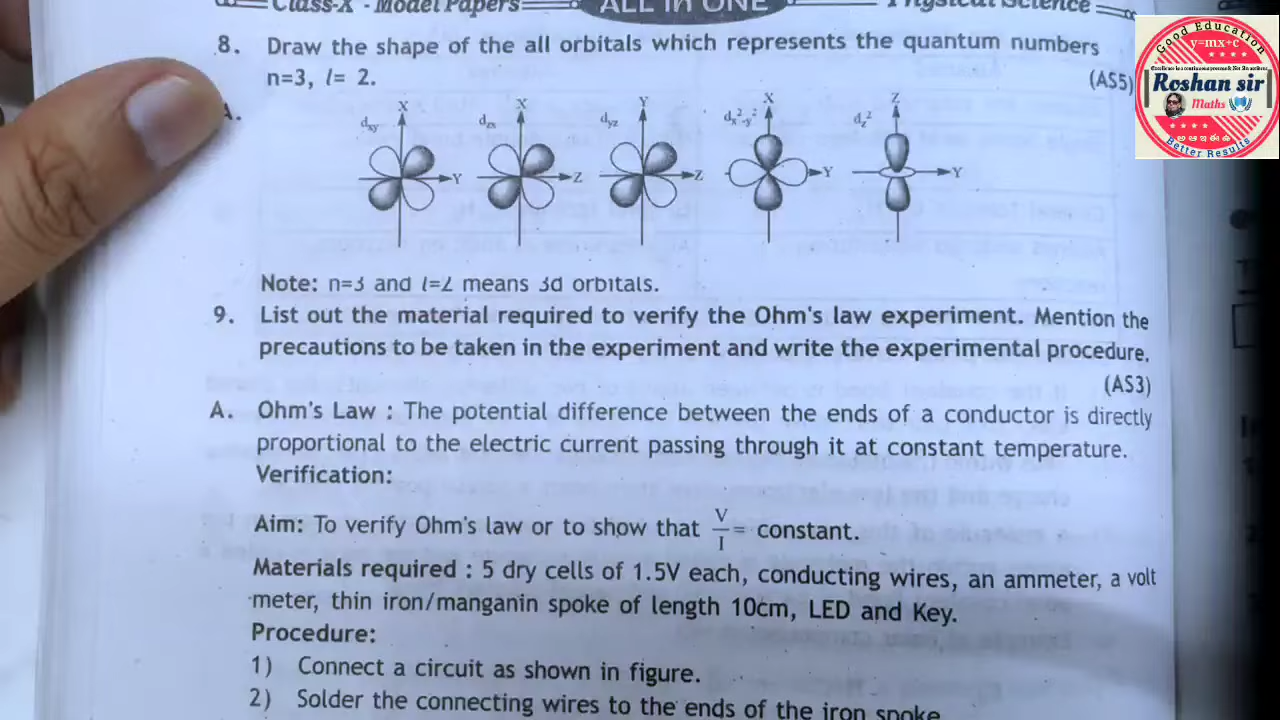 Class-X - Model Papers ALL in ONE Physical Science
8. Draw the shape of the all orbitals which represents the quantum numbers
n=3, l= 2. (AS5)
A.
dxy X Y
dzx X Z
dyz Y Z
dx²-y² X Y
dz² Z Y
Note: n=3 and l=2 means 3d orbitals.
9. List out the material required to verify the Ohm's law experiment. Mention the
precautions to be taken in the experiment and write the experimental procedure.
(AS3)
A. Ohm's Law : The potential difference between the ends of a conductor is directly
proportional to the electric current passing through it at constant temperature.
Verification:
Aim: To verify Ohm's law or to show that V/I = constant.
Materials required : 5 dry cells of 1.5V each, conducting wires, an ammeter, a volt
meter, thin iron/manganin spoke of length 10cm, LED and Key.
Procedure:
1) Connect a circuit as shown in figure.
2) Solder the connecting wires to the ends of the iron spoke.
Good Education
y=mx+c
Roshan sir
Maths
Better Results